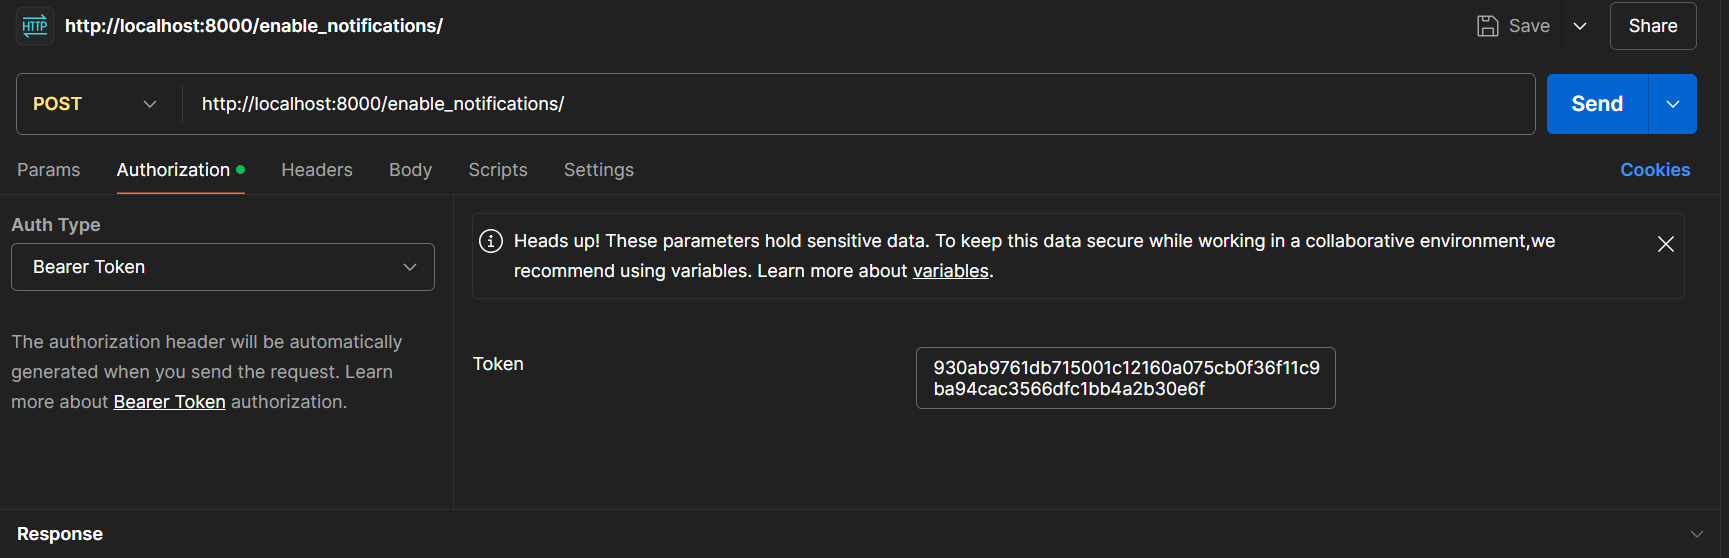 HTTP http://localhost:8000/enable_notifications/ Save Share
POST http://localhost:8000/enable_notifications/ Send
Params Authorization Headers Body Scripts Settings Cookies
Auth Type
Bearer Token
The authorization header will be automatically
generated when you send the request. Learn
more about Bearer Token authorization.
Heads up! These parameters hold sensitive data. To keep this data secure while working in a collaborative environment,we
recommend using variables. Learn more about variables.
Token
930ab9761db715001c12160a075cb0f36f11c9
ba94cac3566dfc1bb4a2b30e6f
Response